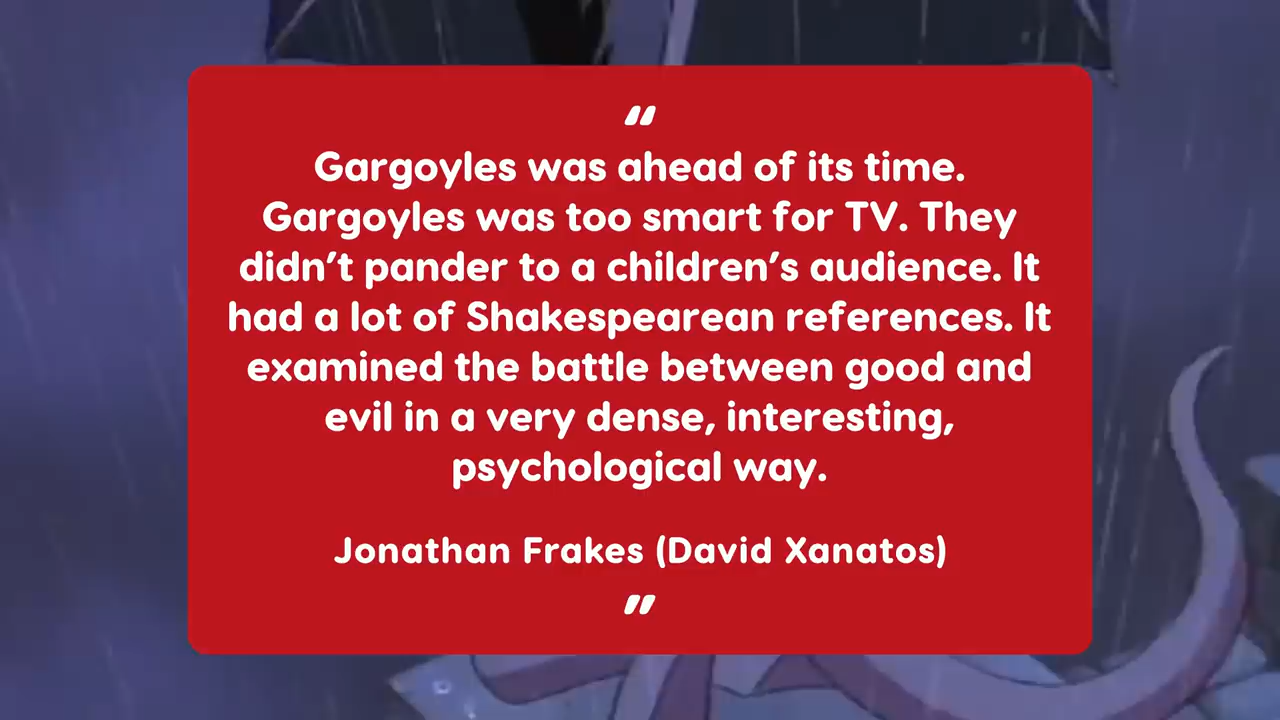 "
Gargoyles was ahead of its time.
Gargoyles was too smart for TV. They
didn't pander to a children's audience. It
had a lot of Shakespearean references. It
examined the battle between good and
evil in a very dense, interesting,
psychological way.
Jonathan Frakes (David Xanatos)
"